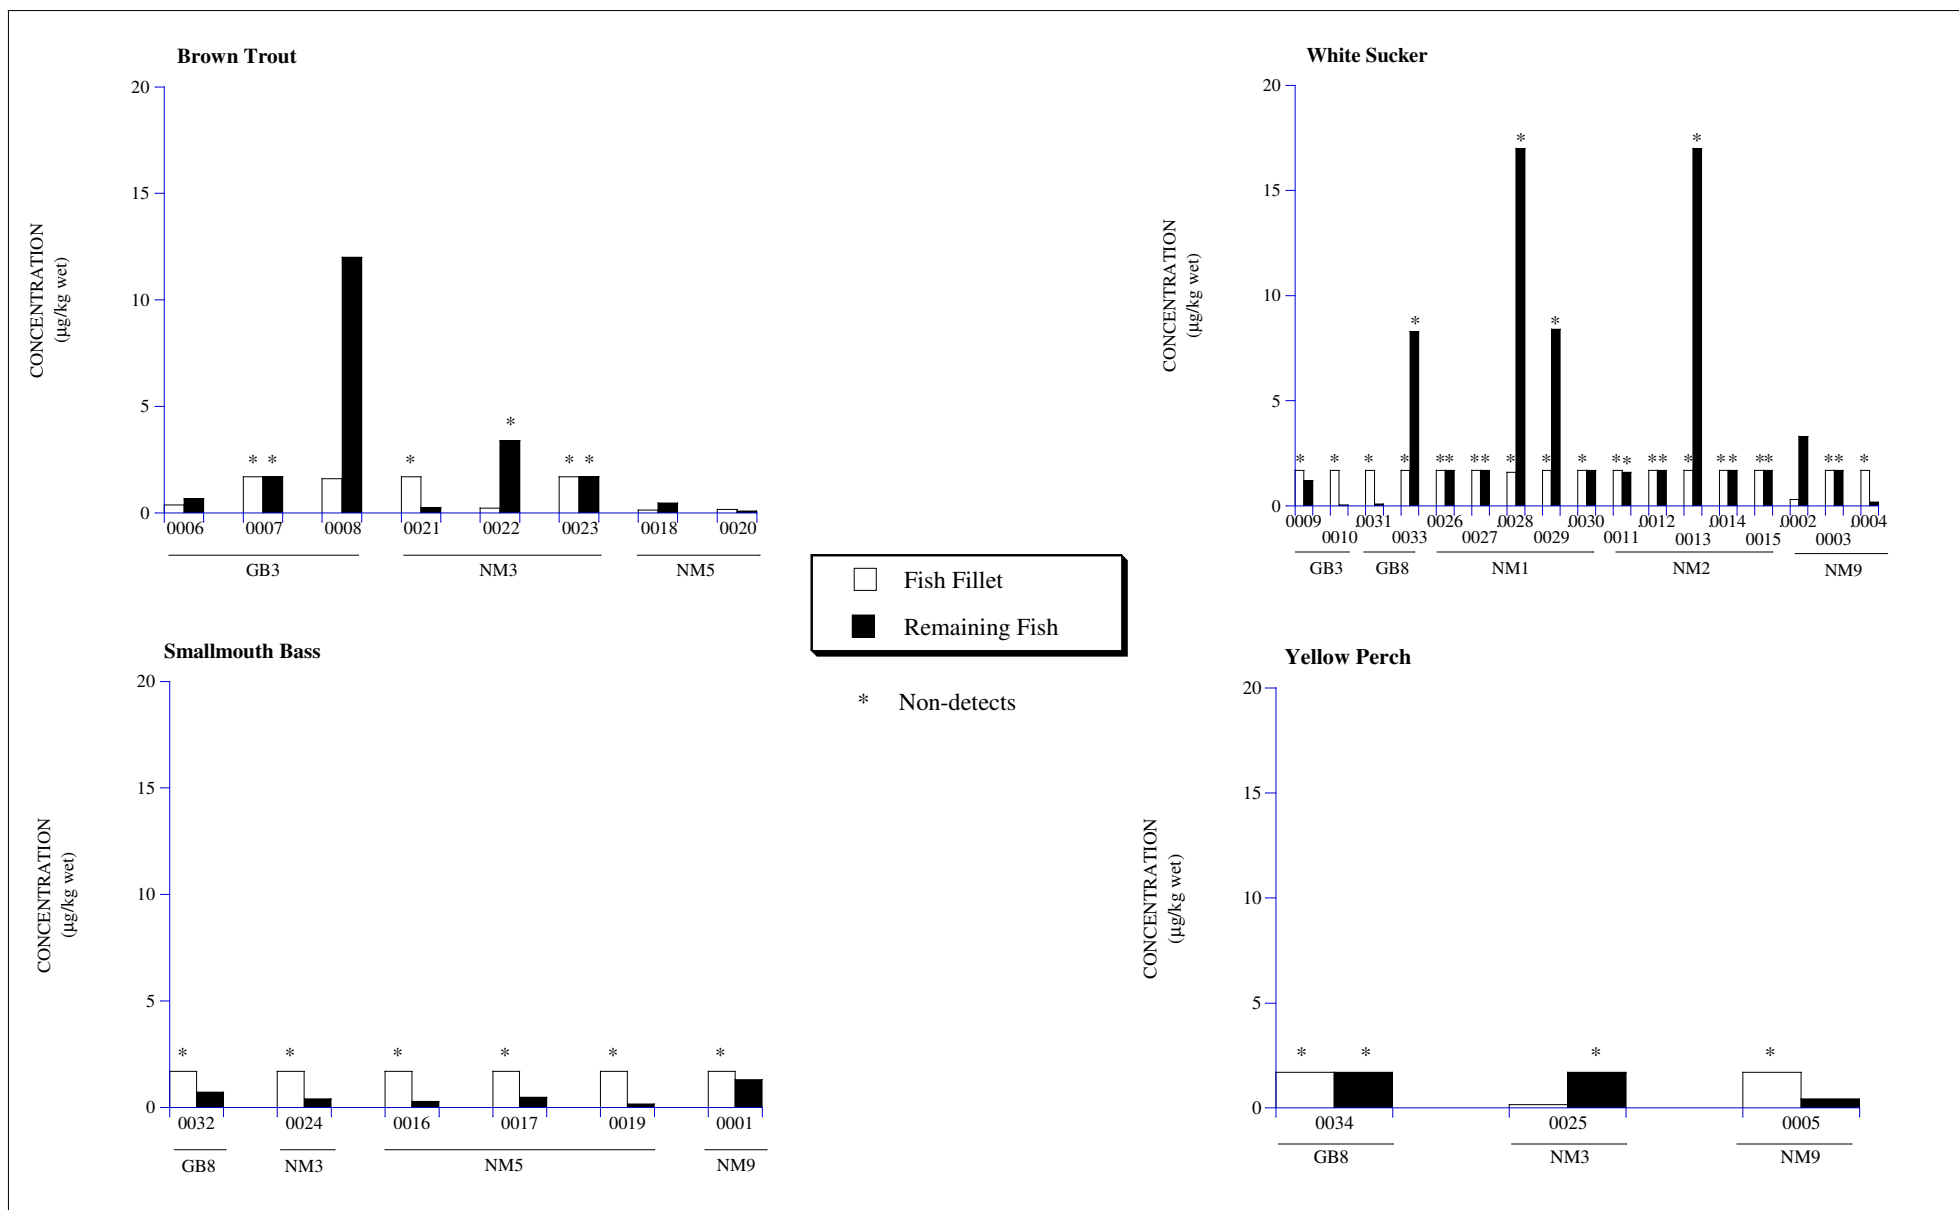 Brown Trout
20
15
10
5
0
CONCENTRATION
(µg/kg wet)
* * * * * *
0006 0007 0008 0021 0022 0023 0018 0020
GB3 NM3 NM5
White Sucker
20
15
10
5
0
CONCENTRATION
(µg/kg wet)
* *
* *
* * * * ** ** * * * ** ** * ** ** ** *
0009 0031 0026 0028 0030 0012 0014 0002 0004
0010 0033 0027 0029 0011 0013 0015 0003
GB3 GB8 NM1 NM2 NM9
Fish Fillet
Remaining Fish
* Non-detects
Smallmouth Bass
20
15
10
5
0
CONCENTRATION
(µg/kg wet)
* * * * * *
0032 0024 0016 0017 0019 0001
GB8 NM3 NM5 NM9
Yellow Perch
20
15
10
5
0
CONCENTRATION
(µg/kg wet)
* * * *
0034 0025 0005
GB8 NM3 NM9